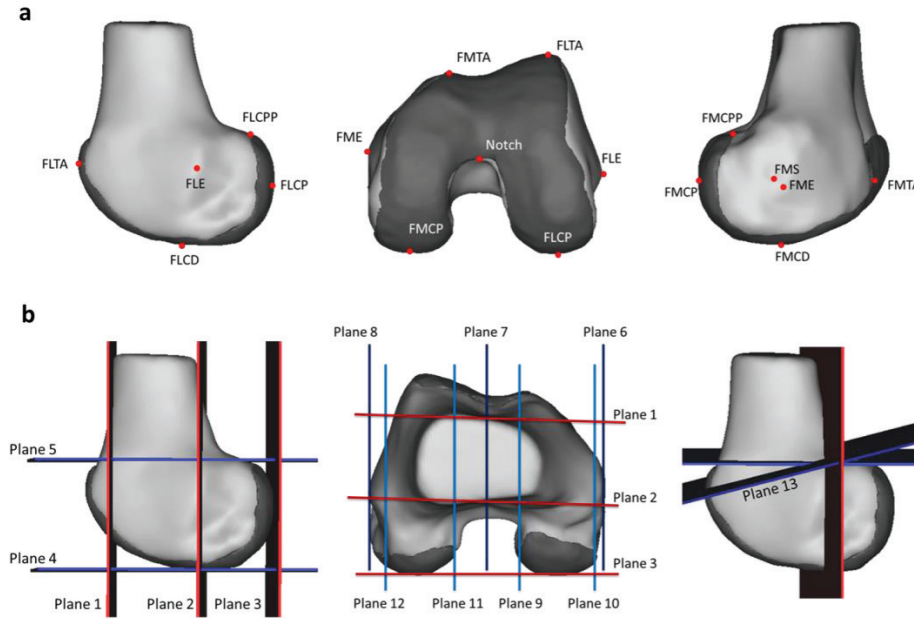 a
FLCPP
FLTA
FLE
FLCP
FLCD
FMTA
FLTA
FME
Notch
FLE
FMCP
FLCP
FMCPP
FMS
FMCP
FME
FMTA
FMCD
b
Plane 5
Plane 4
Plane 1
Plane 2
Plane 3
Plane 8
Plane 7
Plane 6
Plane 1
Plane 2
Plane 3
Plane 12
Plane 11
Plane 9
Plane 10
Plane 13